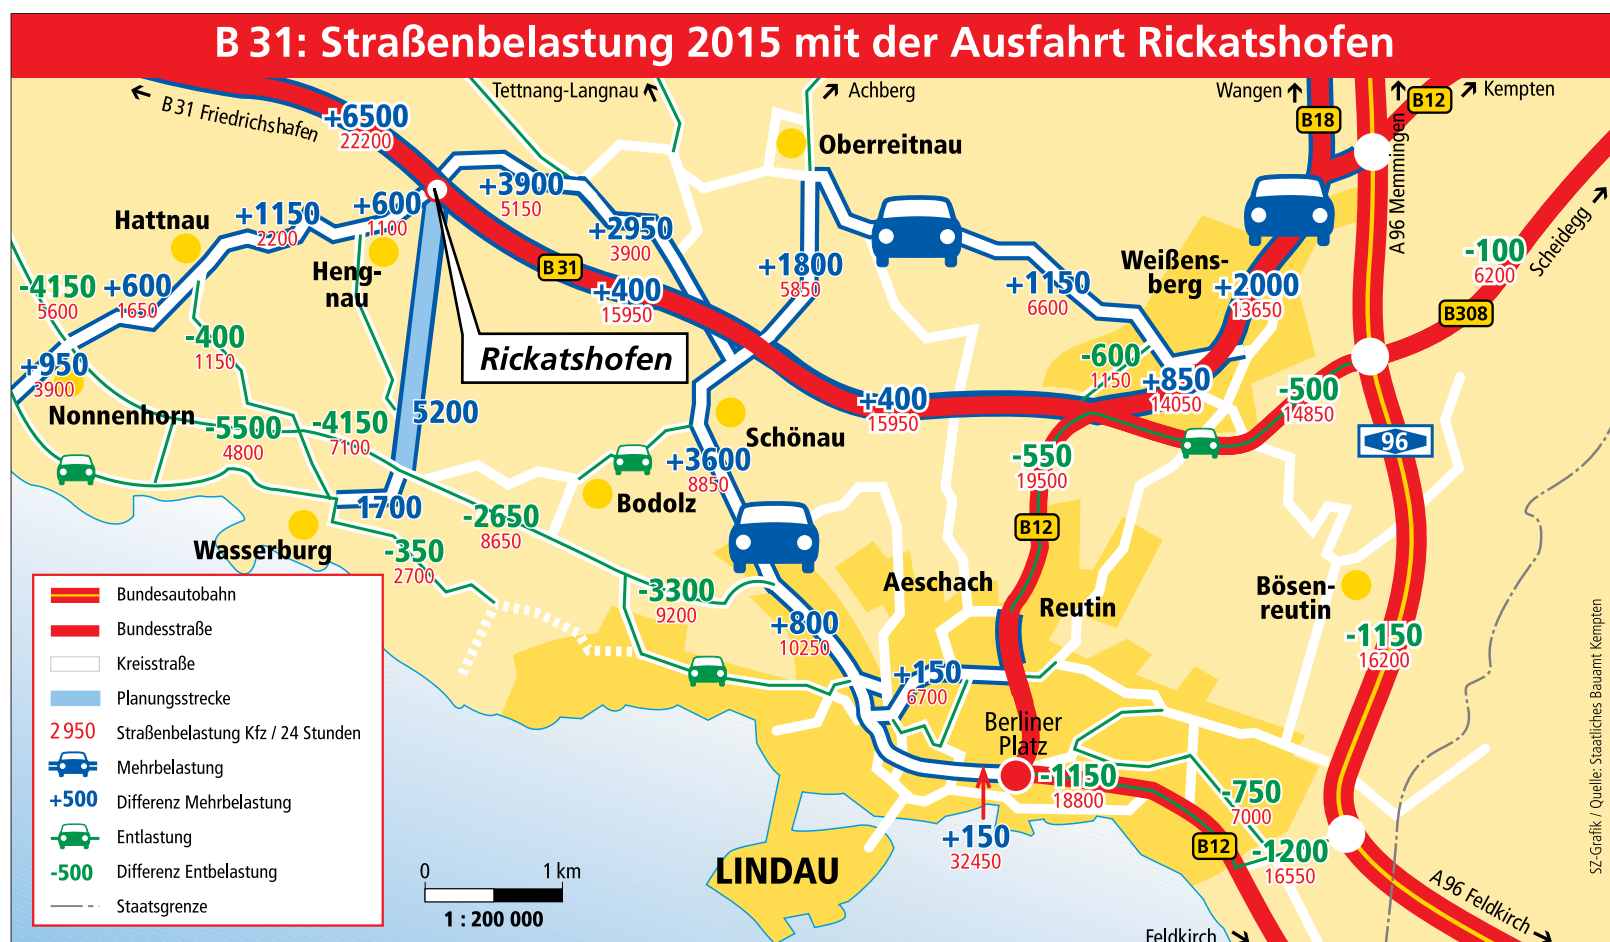 B 31: Straßenbelastung 2015 mit der Ausfahrt Rickatshofen
B 31 Friedrichshafen
Tettnang-Langnau
Achberg
Wangen
B18
A 96 Memmingen
B12
Kempten
+6500
22200
Oberreitnau
Hattnau
+1150
2200
+600
1100
+3900
5150
+2950
3900
Heng-
nau
B 31
+1800
5850
+1150
6600
Weißens-
berg
+2000
13650
-100
6200
Scheidegg
B308
-4150
5600
+600
1650
-400
1150
+400
15950
Rickatshofen
+950
3900
Nonnenhorn
-5500
4800
-4150
7100
5200
-600
1150
+850
14050
-500
14850
+400
15950
Schönau
+3600
8850
96
-550
19500
Bodolz
1700
-2650
8650
B12
Wasserburg
-350
2700
-3300
9200
Aeschach
Reutin
Bösen-
reutin
+800
10250
-1150
16200
+150
6700
Berliner
Platz
-1150
18800
-750
7000
+150
32450
B12
-1200
16550
LINDAU
A 96 Feldkirch
Feldkirch
Bundesautobahn
Bundesstraße
Kreisstraße
Planungsstrecke
2 950 Straßenbelastung Kfz / 24 Stunden
Mehrbelastung
+500 Differenz Mehrbelastung
Entlastung
-500 Differenz Entbelastung
Staatsgrenze
0 1 km
1 : 200 000
SZ-Grafik / Quelle: Staatliches Bauamt Kempten